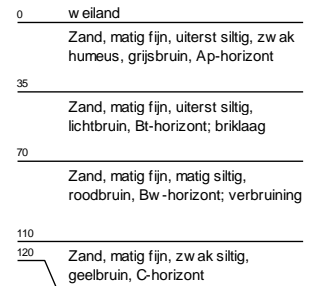 0 weiland
Zand, matig fijn, uiterst siltig, zwak
humeus, grijsbruin, Ap-horizont
35
Zand, matig fijn, uiterst siltig,
lichtbruin, Bt-horizont; briklaag
70
Zand, matig fijn, matig siltig,
roodbruin, Bw-horizont; verbruining
110
120 Zand, matig fijn, zwak siltig,
geelbruin, C-horizont